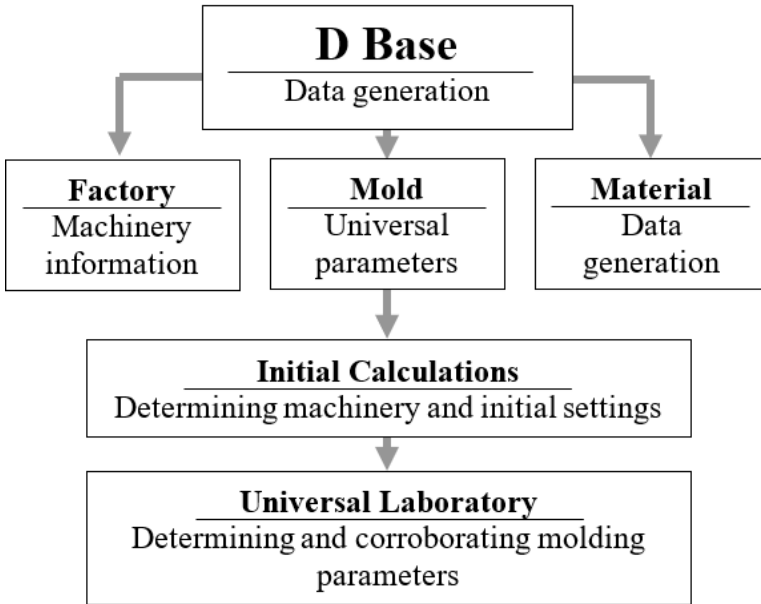 D Base
Data generation
Factory
Machinery
information
Mold
Universal
parameters
Material
Data
generation
Initial Calculations
Determining machinery and initial settings
Universal Laboratory
Determining and corroborating molding
parameters